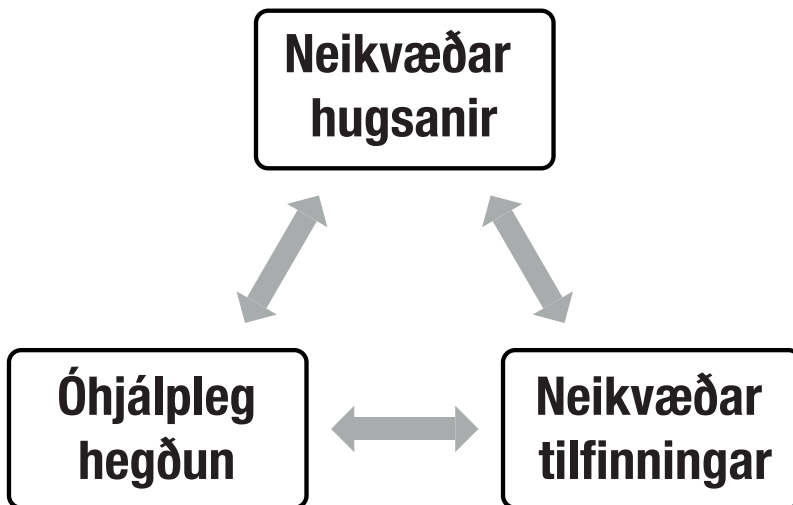 Neikvæðar
hugsanir
Óhjálpleg
hegðun
Neikvæðar
tilfinningar